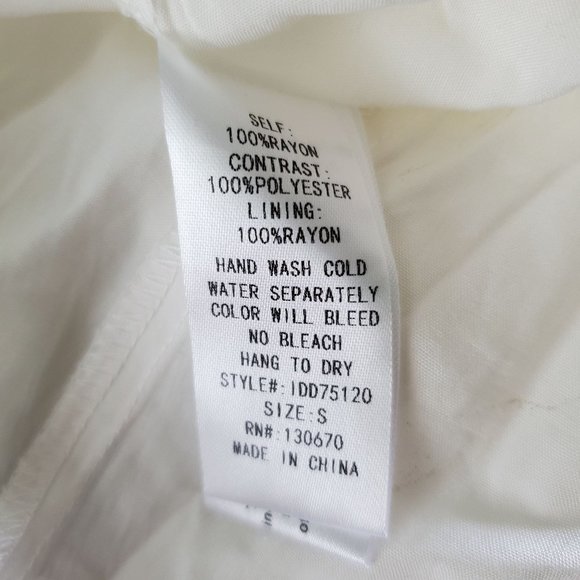 SELF:
100%RAYON
CONTRAST:
100%POLYESTER
LINING:
100%RAYON
HAND WASH COLD
WATER SEPARATELY
COLOR WILL BLEED
NO BLEACH
HANG TO DRY
STYLE#:IDD75120
SIZE:S
RN#:130670
MADE IN CHINA